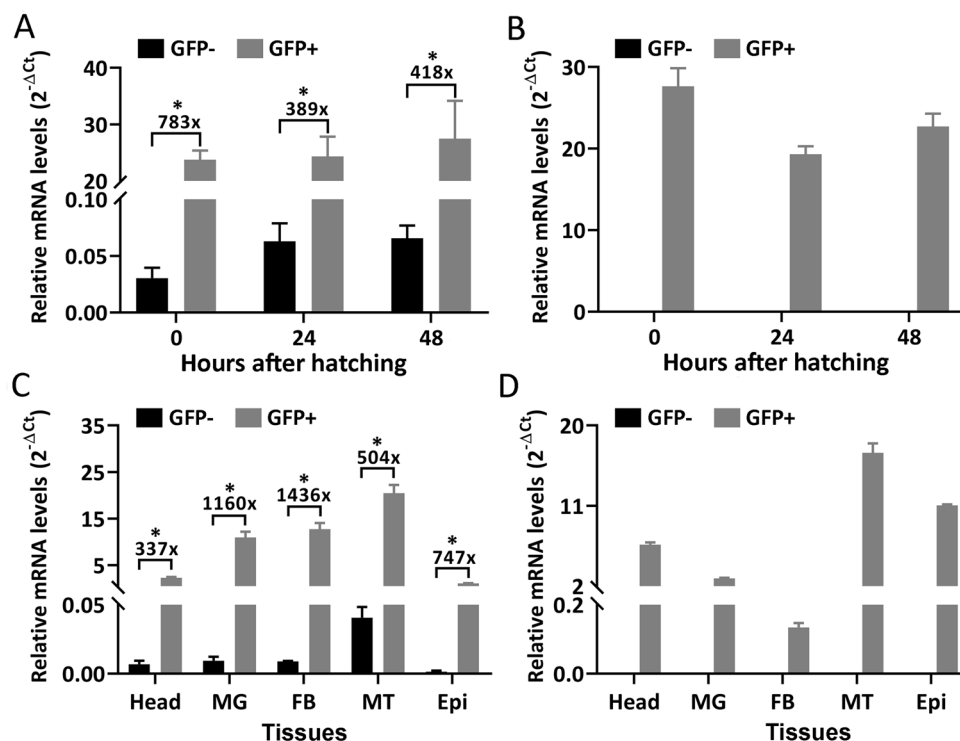 A
GFP- GFP+
Relative mRNA levels (2^-ΔCt)
40
30
20
0.10
0.05
0.00
*
783x
*
389x
*
418x
0 24 48
Hours after hatching
B
GFP- GFP+
Relative mRNA levels (2^-ΔCt)
30
20
10
0
0 24 48
Hours after hatching
C
GFP- GFP+
Relative mRNA levels (2^-ΔCt)
35
25
15
5
0.05
0.00
*
337x
*
1160x
*
1436x
*
504x
*
747x
Head MG FB MT Epi
Tissues
D
GFP- GFP+
Relative mRNA levels (2^-ΔCt)
20
11
2
0.2
0.0
Head MG FB MT Epi
Tissues